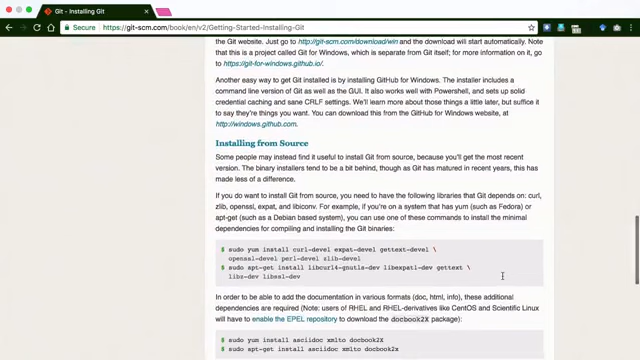 Git - Installing Git
Secure
https://git-scm.com/book/en/v2/Getting-Started-Installing-Git
the Git website. Just go to http://git-scm.com/download/win and the download will start automatically. Note
that this is a project called Git for Windows, which is separate from Git itself; for more information on it, go
to https://git-for-windows.github.io/.
Another easy way to get Git installed is by installing GitHub for Windows. The installer includes a
command line version of Git as well as the GUI. It also works well with Powershell, and sets up solid
credential caching and sane CRLF settings. We'll learn more about those things a little later, but suffice it
to say they're things you want. You can download this from the GitHub for Windows website, at
http://windows.github.com.
Installing from Source
Some people may instead find it useful to install Git from source, because you'll get the most recent
version. The binary installers tend to be a bit behind, though as Git has matured in recent years, this has
made less of a difference.
If you do want to install Git from source, you need to have the following libraries that Git depends on: curl,
zlib, openssl, expat, and libiconv. For example, if you're on a system that has yum (such as Fedora) or
apt-get (such as a Debian based system), you can use one of these commands to install the minimal
dependencies for compiling and installing the Git binaries:
$ sudo yum install curl-devel expat-devel gettext-devel \
openssl-devel perl-devel zlib-devel
$ sudo apt-get install libcurl4-gnutls-dev libexpat1-dev gettext \
libz-dev libssl-dev
In order to be able to add the documentation in various formats (doc, html, info), these additional
dependencies are required (Note: users of RHEL and RHEL-derivatives like CentOS and Scientific Linux
will have to enable the EPEL repository to download the docbook2X package):
$ sudo yum install asciidoc xmlto docbook2X
$ sudo apt-get install asciidoc xmlto docbook2x